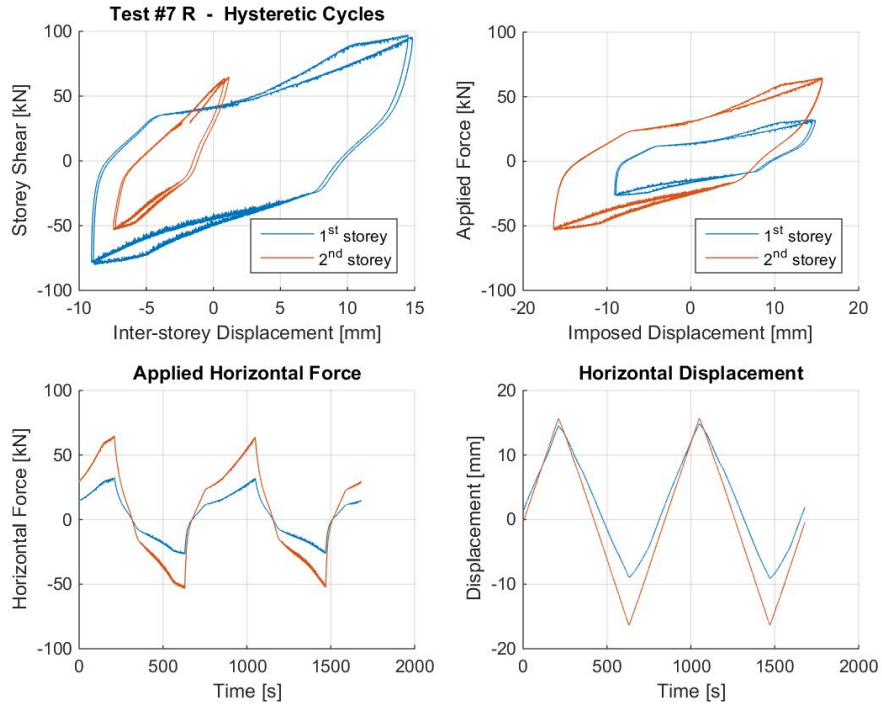 Test #7 R - Hysteretic Cycles
Storey Shear [kN]
100
50
0
-50
-100
-10
-5
0
5
10
15
Inter-storey Displacement [mm]
1st storey
2nd storey
Applied Force [kN]
100
50
0
-50
-100
-20
-10
0
10
20
Imposed Displacement [mm]
1st storey
2nd storey
Applied Horizontal Force
Horizontal Force [kN]
100
50
0
-50
-100
0
500
1000
1500
2000
Time [s]
Horizontal Displacement
Displacement [mm]
20
10
0
-10
-20
0
500
1000
1500
2000
Time [s]